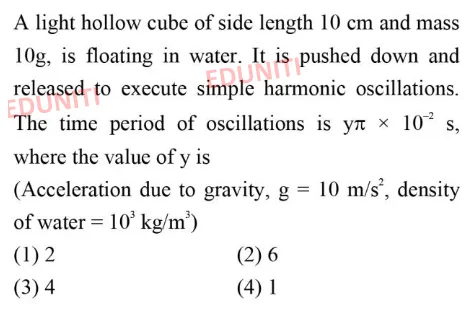 A light hollow cube of side length 10 cm and mass
10g, is floating in water. It is pushed down and
EDUNITI
released to execute simple harmonic oscillations.
EDUNITI
The time period of oscillations is yπ × 10⁻² s,
where the value of y is
(Acceleration due to gravity, g = 10 m/s², density
of water = 10³ kg/m³)
(1) 2 (2) 6
(3) 4 (4) 1